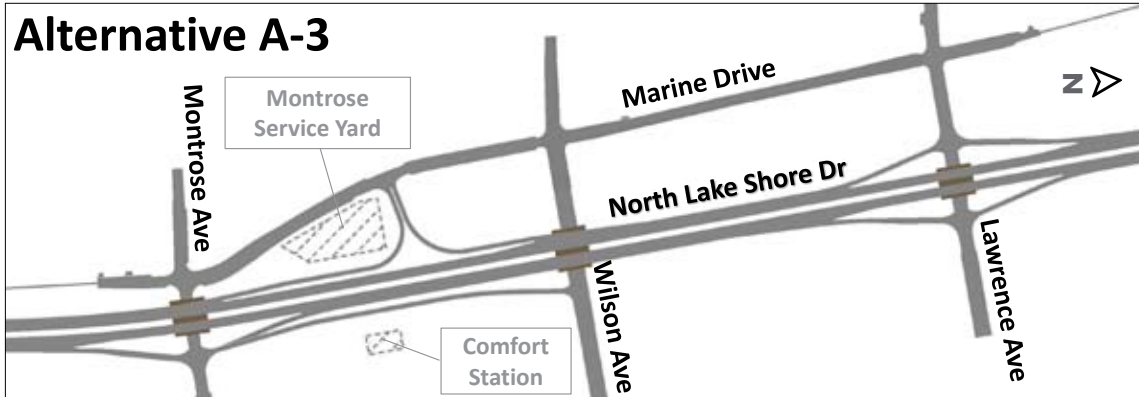 Alternative A-3
Montrose Ave
Montrose
Service Yard
Marine Drive
N
North Lake Shore Dr
Wilson Ave
Lawrence Ave
Comfort
Station